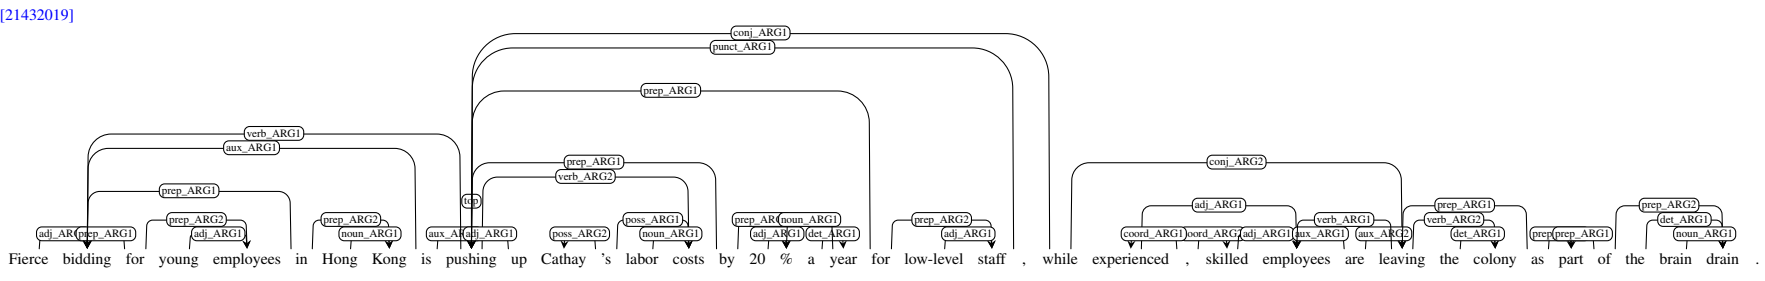 [21432019]
conj_ARG1
punct_ARG1
prep_ARG1
verb_ARG1
aux_ARG1
prep_ARG1 conj_ARG2
verb_ARG2
prep_ARG1
top
adj_ARG1 prep_ARG1
prep_ARG2 prep_ARG2 poss_ARG1 noun_ARG1 prep_ARG2 verb_ARG1 verb_ARG2 det_ARG1
prep_ARG1 adj_ARG1 noun_ARG1 adj_ARG1 poss_ARG2 noun_ARG1 adj_ARG1 det_ARG1 adj_ARG1 coord_ARG1 adj_ARG1 aux_ARG1 aux_ARG2 det_ARG1 prep_ARG1 noun_ARG1
Fierce bidding for young employees in Hong Kong is pushing up Cathay 's labor costs by 20 % a year for low-level staff , while experienced , skilled employees are leaving the colony as part of the brain drain .